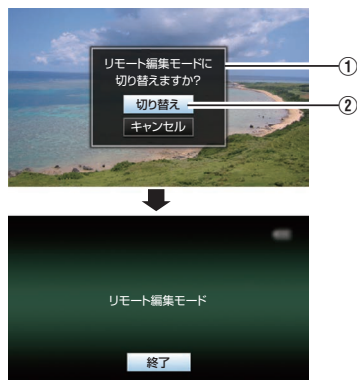 リモート編集モードに
切り替えますか?
切り替え
キャンセル
①
②
リモート編集モード
終了